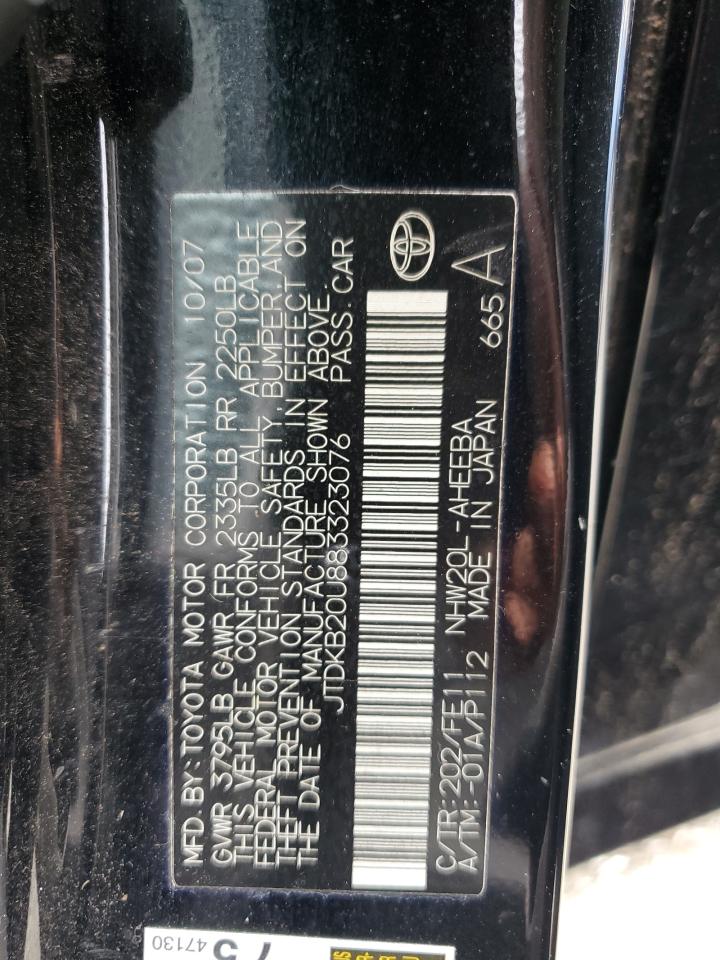 MFD.BY:TOYOTA MOTOR CORPORATION 10/07
GVWR 3795LB GAWR FR 2335LB RR 2250LB
THIS VEHICLE CONFORMS TO ALL APPLICABLE
FEDERAL MOTOR VEHICLE SAFETY,BUMPER,AND
THEFT PREVENTION STANDARDS IN EFFECT ON
THE DATE OF MANUFACTURE SHOWN ABOVE.
JTDKB20U883323076 PASS.CAR
C/TR:202/FE11 NHW20L-AHEEBA
A/TM:-01A/P112 MADE IN JAPAN 665 A
47130